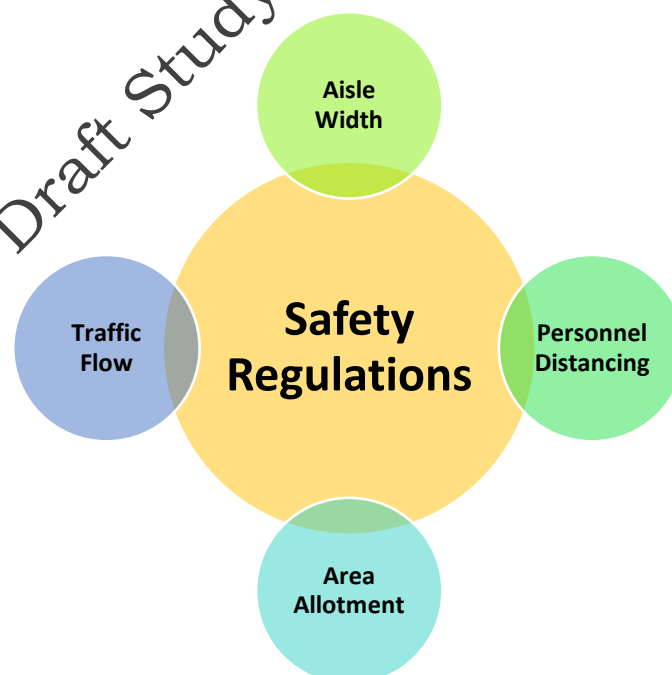 Draft Study
Aisle
Width
Traffic
Flow
Safety
Regulations
Personnel
Distancing
Area
Allotment